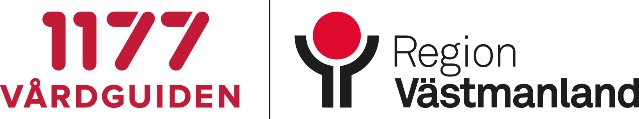 1177
VÅRDGUIDEN
Region
Västmanland